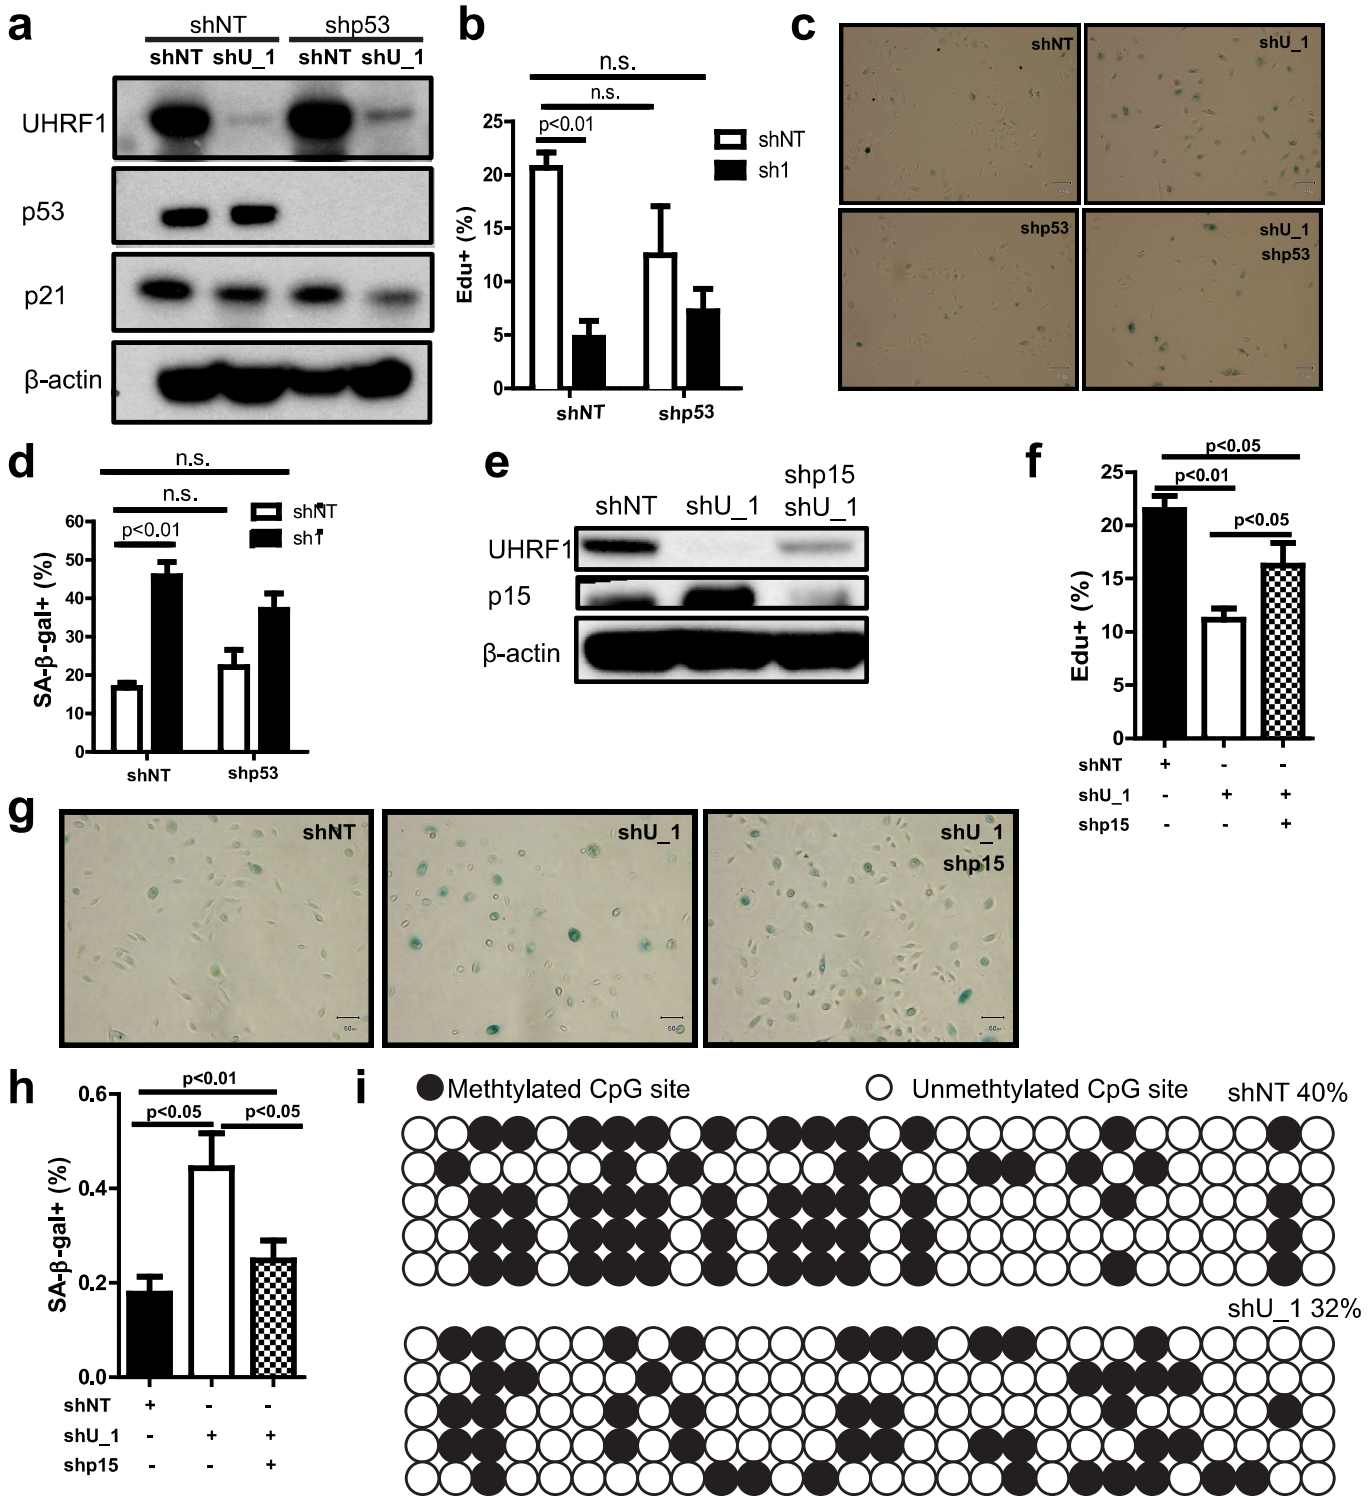 a
shNT shp53
shNT shU_1 shNT shU_1
UHRF1
p53
p21
β-actin
b
n.s.
n.s.
p<0.01
shNT
sh1
Edu+ (%)
25
20
15
10
5
0
shNT shp53
c
shNT
shU_1
shp53
shU_1
shp53
d
n.s.
n.s.
p<0.01
shNT
sh1
SA-β-gal+ (%)
60
50
40
30
20
10
0
shNT shp53
e
shp15
shNT shU_1 shU_1
UHRF1
p15
β-actin
f
p<0.05
p<0.01
p<0.05
Edu+ (%)
25
20
15
10
5
0
shNT + - -
shU_1 - + +
shp15 - - +
g
shNT
shU_1
shU_1
shp15
h
p<0.01
p<0.05 p<0.05
SA-β-gal+ (%)
0.6
0.4
0.2
0.0
shNT + - -
shU_1 - + +
shp15 - - +
i
Methtylated CpG site Unmethtylated CpG site
shNT 40%
shU_1 32%